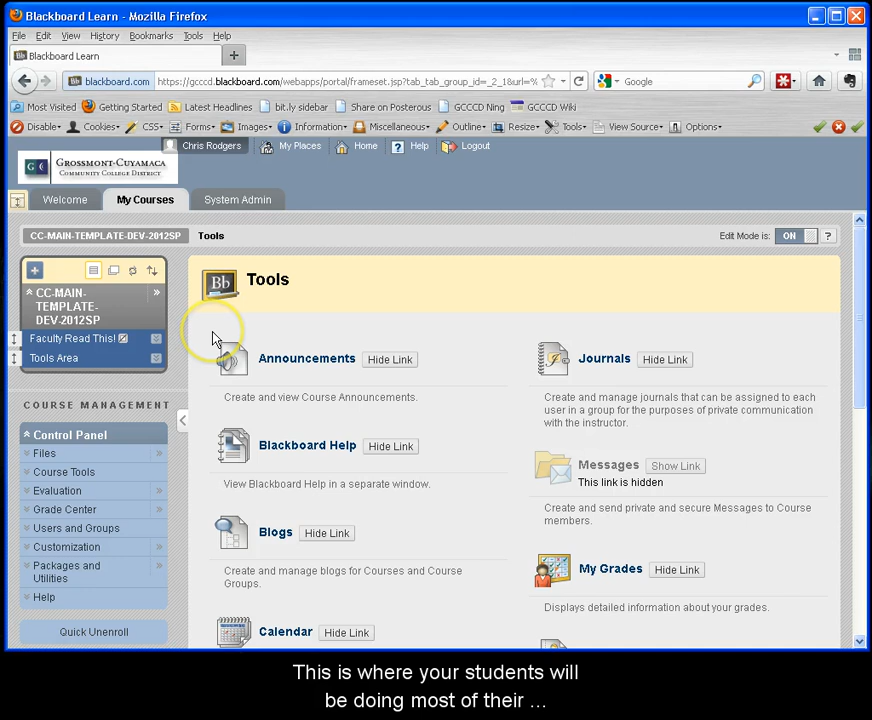 Blackboard Learn - Mozilla Firefox
File Edit View History Bookmarks Tools Help
Blackboard Learn
blackboard.com https://gcccd.blackboard.com/webapps/portal/frameset.jsp?tab_tab_group_id=_2_1&url=% Google
Most Visited Getting Started Latest Headlines bit.ly sidebar Share on Posterous GCCCD Ning GCCCD Wiki
Disable Cookies CSS Forms Images Information Miscellaneous Outline Resize Tools View Source Options
Chris Rodgers My Places Home Help Logout
GROSSMONT-CUYAMACA
COMMUNITY COLLEGE DISTRICT
Welcome My Courses System Admin
CC-MAIN-TEMPLATE-DEV-2012SP Tools Edit Mode is: ON ?
Bb Tools
CC-MAIN-
TEMPLATE-
DEV-2012SP
Faculty Read This!
Tools Area
COURSE MANAGEMENT
Control Panel
Files
Course Tools
Evaluation
Grade Center
Users and Groups
Customization
Packages and
Utilities
Help
Quick Unenroll
Announcements Hide Link
Create and view Course Announcements.
Blackboard Help Hide Link
View Blackboard Help in a separate window.
Blogs Hide Link
Create and manage blogs for Courses and Course
Groups.
Calendar Hide Link
Journals Hide Link
Create and manage journals that can be assigned to each
user in a group for the purposes of private communication
with the instructor.
Messages Show Link
This link is hidden
Create and send private and secure Messages to Course
members.
My Grades Hide Link
Displays detailed information about your grades.
This is where your students will
be doing most of their ...